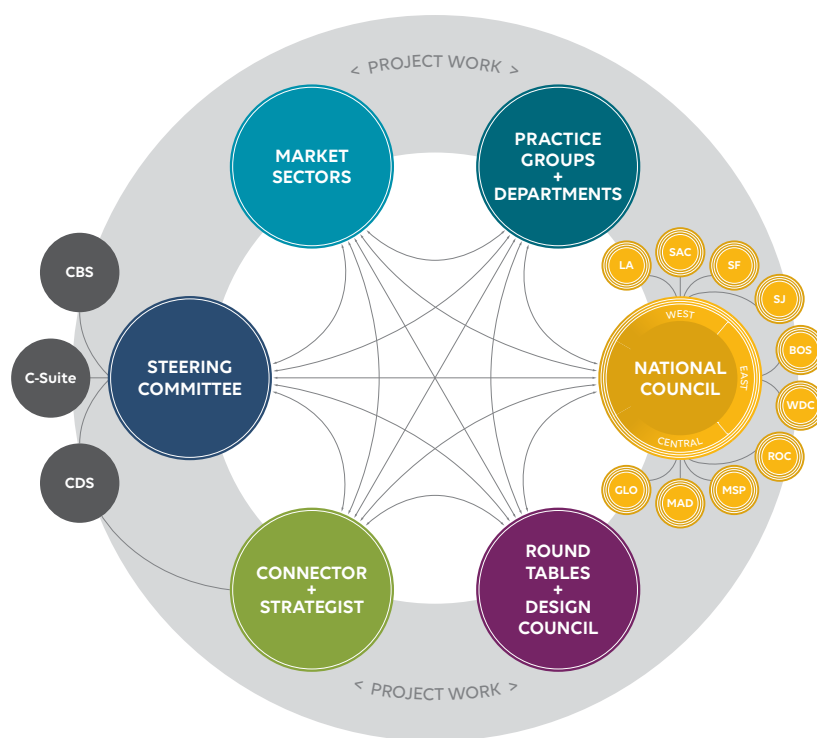 < PROJECT WORK >
MARKET
SECTORS
PRACTICE
GROUPS
+
DEPARTMENTS
CBS
C-Suite
CDS
STEERING
COMMITTEE
LA
SAC
SF
SJ
BOS
WDC
ROC
MSP
MAD
GLO
WEST
EAST
CENTRAL
NATIONAL
COUNCIL
CONNECTOR
+
STRATEGIST
ROUND
TABLES
+
DESIGN
COUNCIL
< PROJECT WORK >